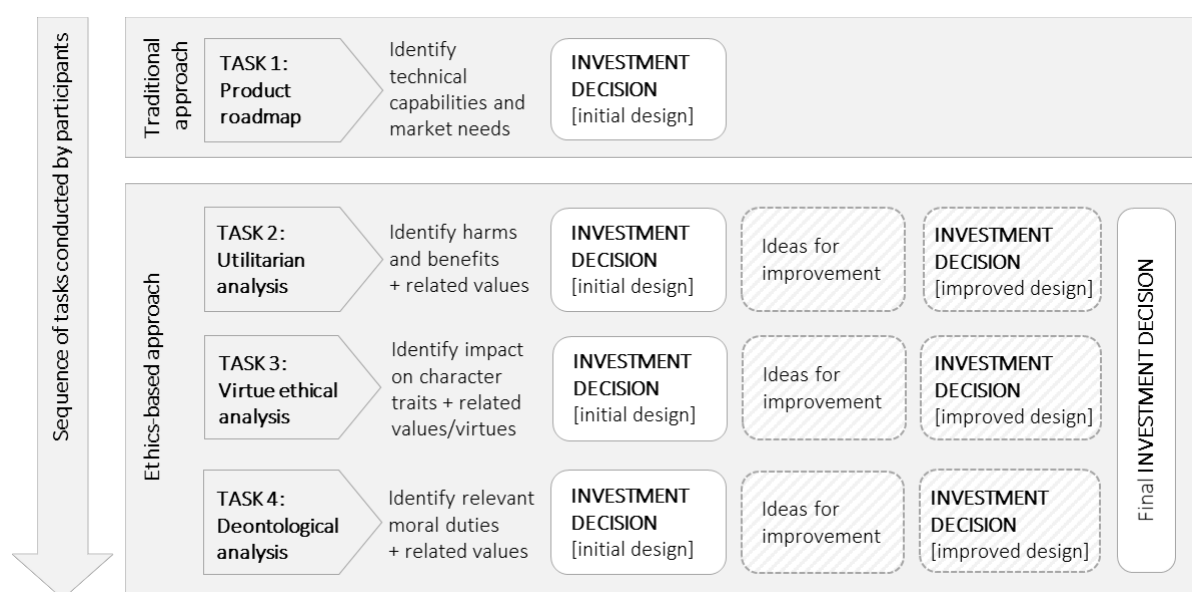 Sequence of tasks conducted by participants
Traditional
approach
TASK 1:
Product
roadmap
Identify
technical
capabilities and
market needs
INVESTMENT
DECISION
[initial design]
Ethics-based approach
TASK 2:
Utilitarian
analysis
Identify harms
and benefits
+ related values
INVESTMENT
DECISION
[initial design]
Ideas for
improvement
INVESTMENT
DECISION
[improved design]
TASK 3:
Virtue ethical
analysis
Identify impact
on character
traits + related
values/virtues
INVESTMENT
DECISION
[initial design]
Ideas for
improvement
INVESTMENT
DECISION
[improved design]
TASK 4:
Deontological
analysis
Identify relevant
moral duties
+ related values
INVESTMENT
DECISION
[initial design]
Ideas for
improvement
INVESTMENT
DECISION
[improved design]
Final INVESTMENT DECISION